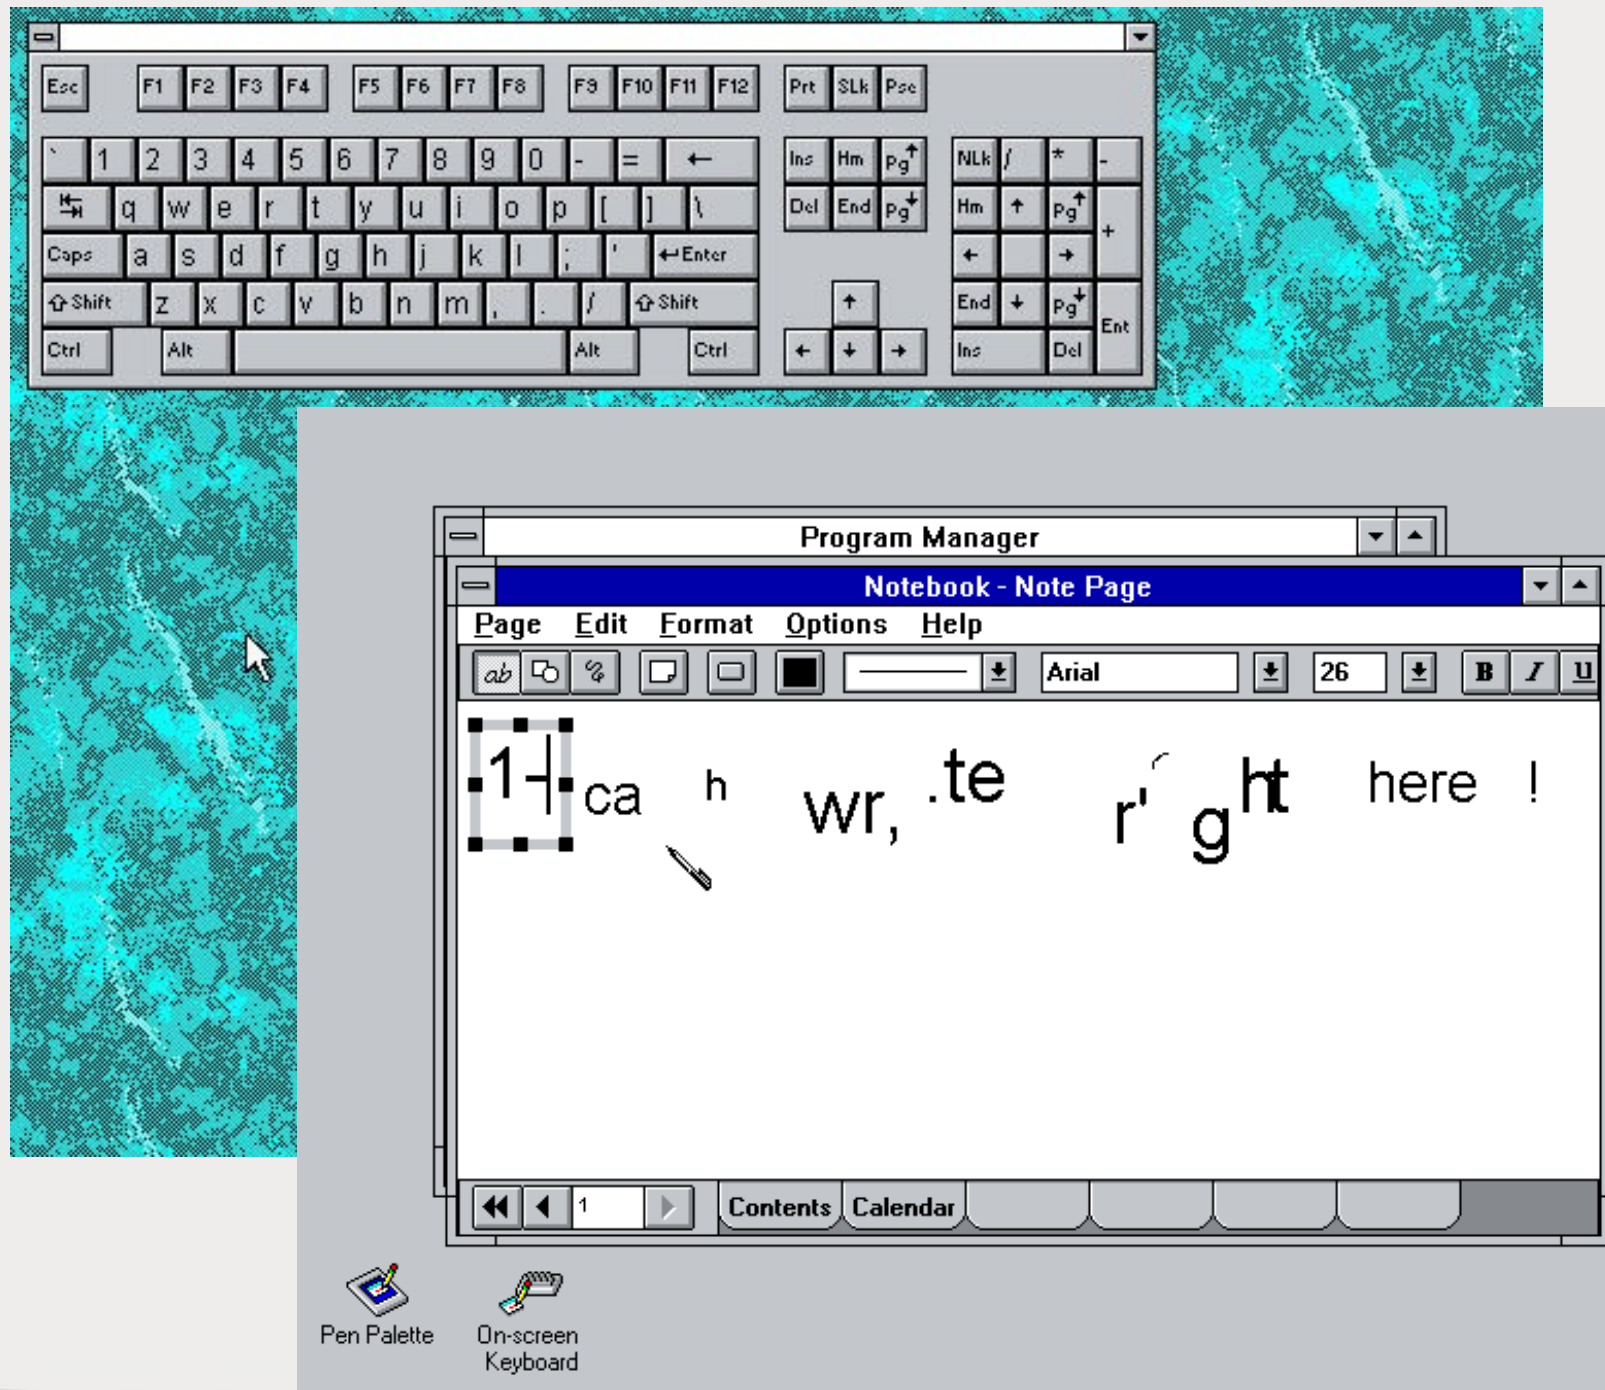 Esc F1 F2 F3 F4 F5 F6 F7 F8 F9 F10 F11 F12 Prt SLk Pse
` 1 2 3 4 5 6 7 8 9 0 - = ← Ins Hm Pg↑ NLk / * -
q w e r t y u i o p [ ] \ Del End Pg↓ Hm ↑ Pg↑ +
Caps a s d f g h j k l ; ' ↵Enter ← →
⇧Shift z x c v b n m , . / ⇧Shift ↑ End ↓ Pg↓ Ent
Ctrl Alt Alt Ctrl ← ↓ → Ins Del
Program Manager
Notebook - Note Page
Page Edit Format Options Help
ab Arial 26 B I U
1-| ca h wr, .te r' g ht here !
1 Contents Calendar
Pen Palette On-screen
Keyboard